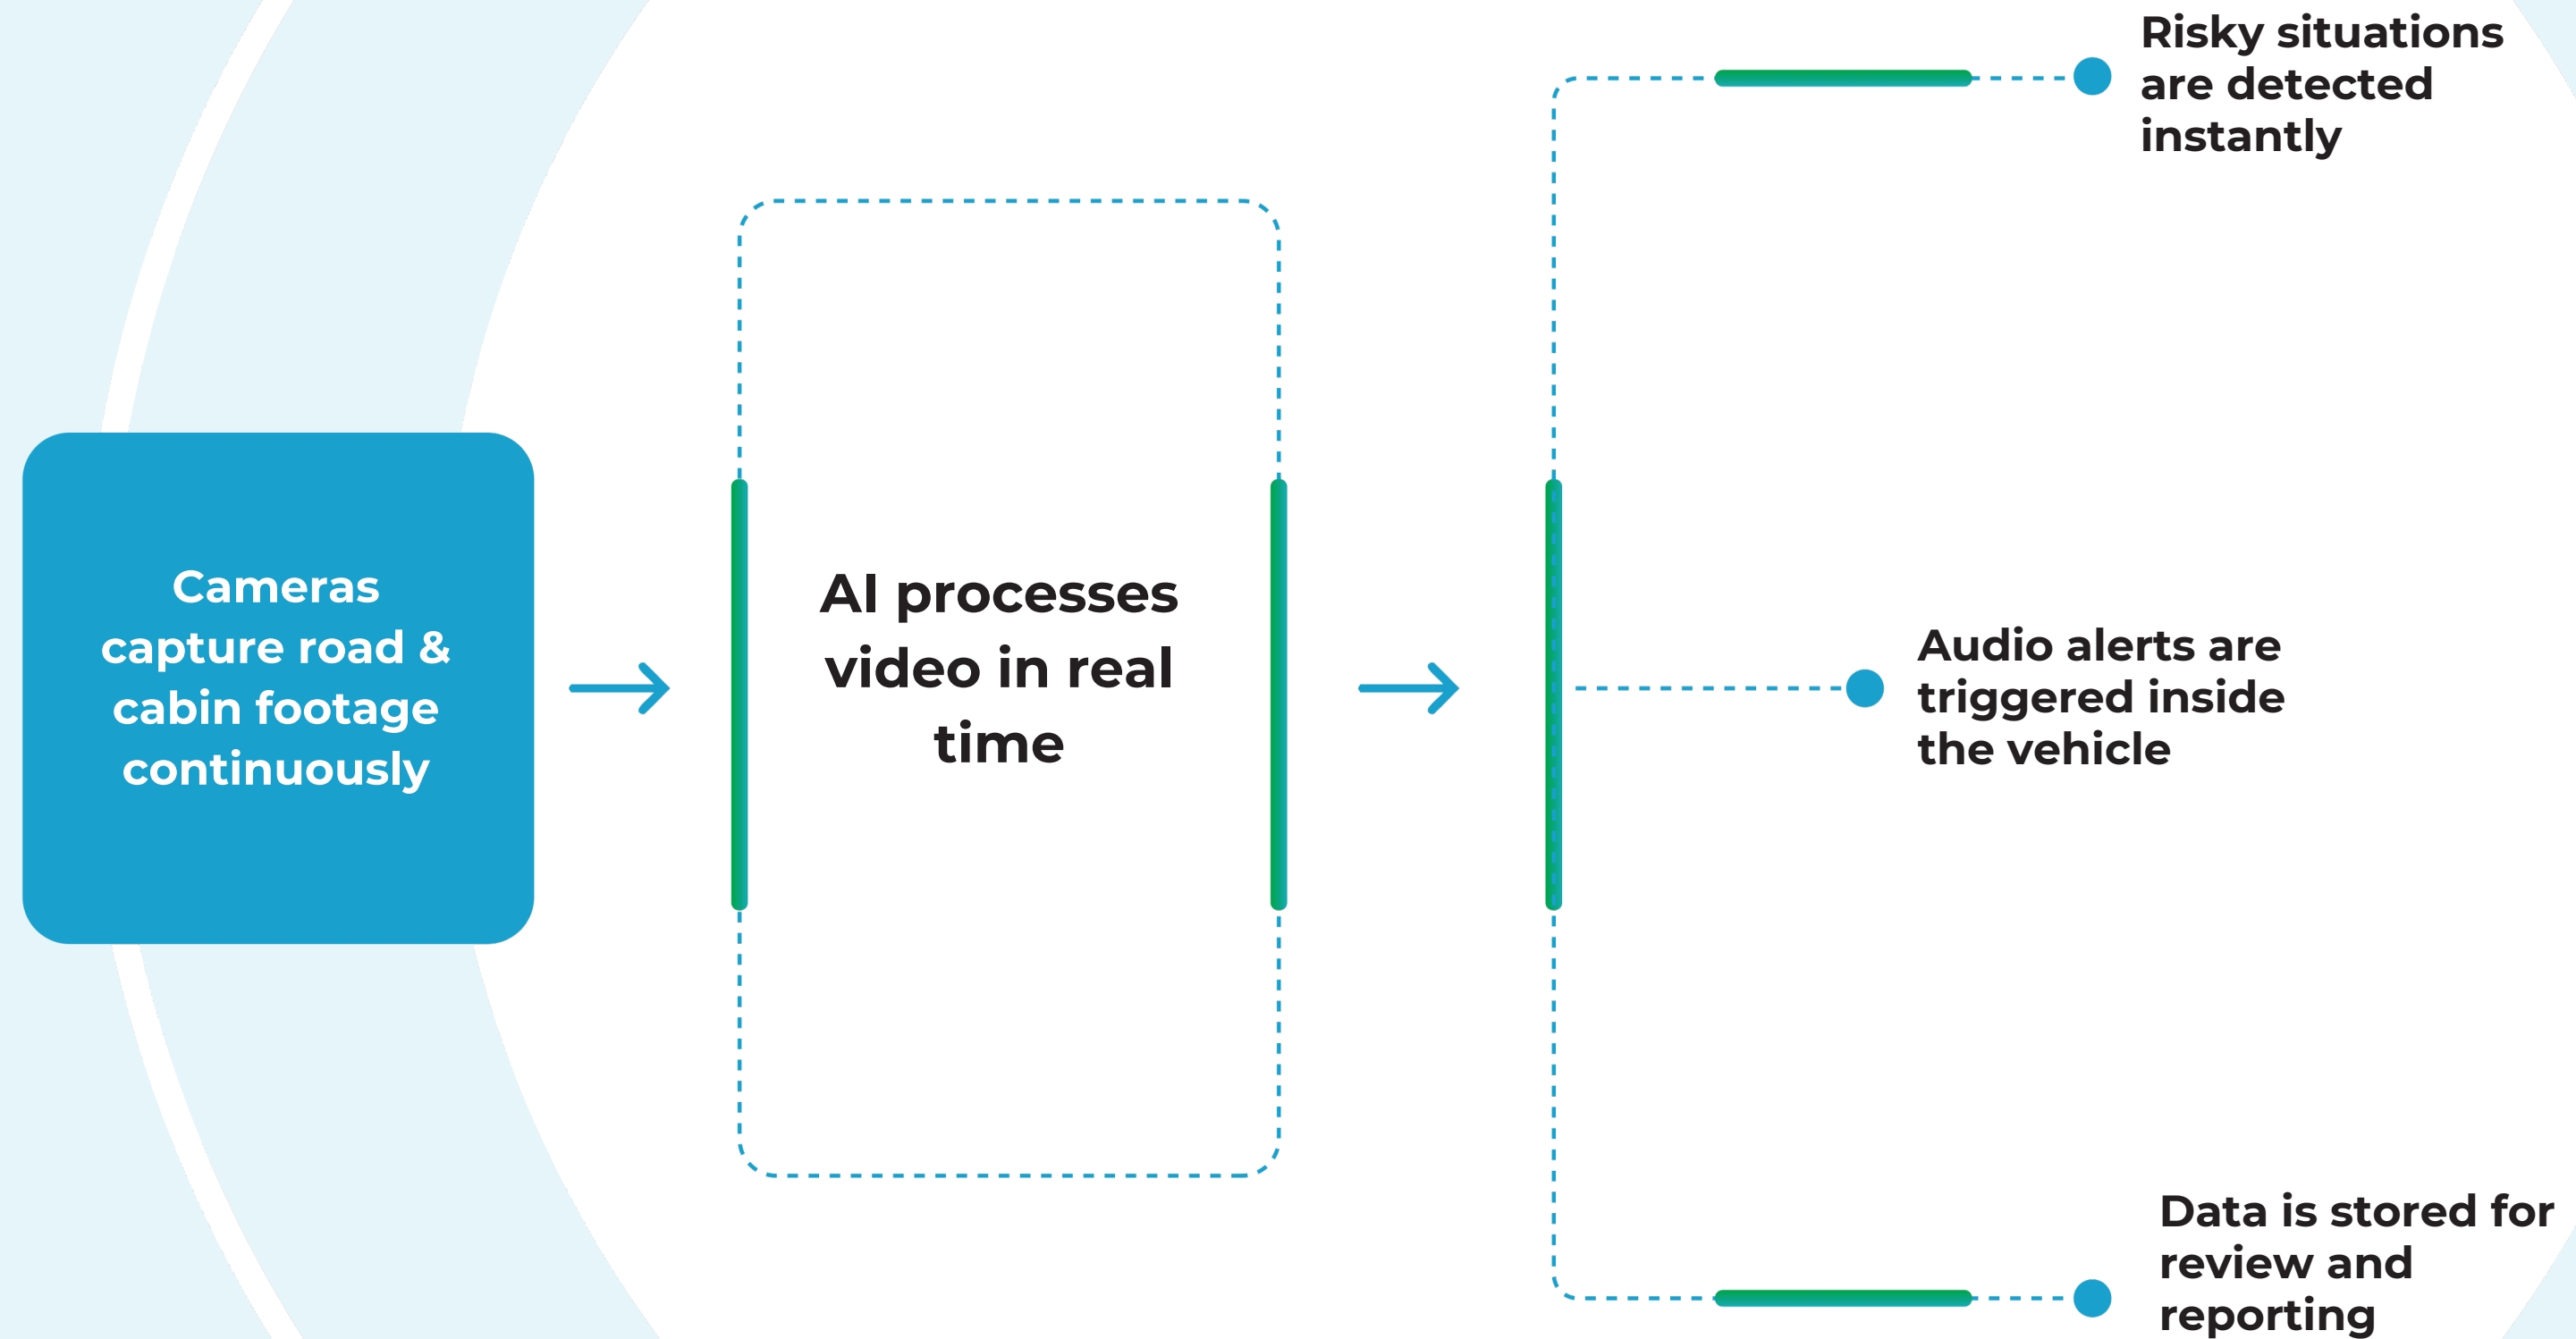 Cameras
capture road &
cabin footage
continuously
AI processes
video in real
time
Risky situations
are detected
instantly
Audio alerts are
triggered inside
the vehicle
Data is stored for
review and
reporting